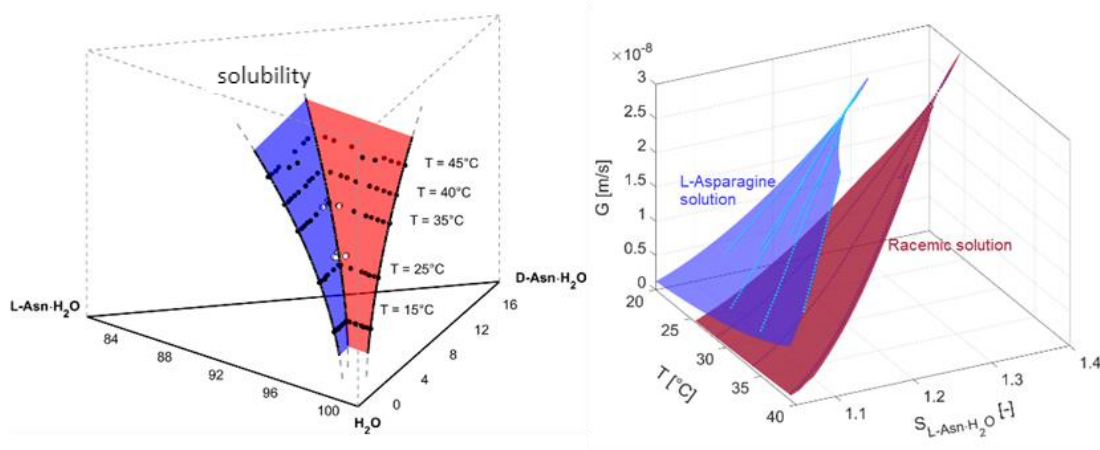 solubility
T = 45°C
T = 40°C
T = 35°C
T = 25°C
T = 15°C
L-Asn·H₂O
D-Asn·H₂O
H₂O
84
88
92
96
100
0
4
8
12
16
×10⁻⁸
3
2.5
2
1.5
1
0.5
0
G [m/s]
L-Asparagine
solution
Racemic solution
20
25
30
35
40
T [°C]
1.1
1.2
1.3
1.4
S L-Asn·H₂O [-]